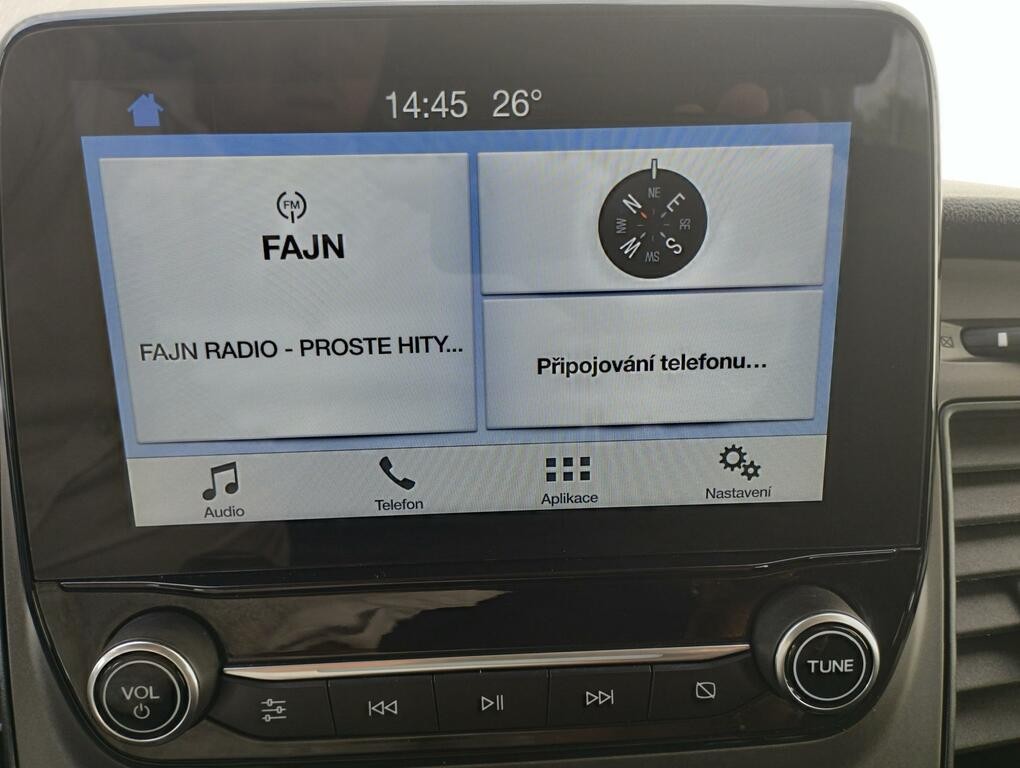 14:45 26°
FM
FAJN
FAJN RADIO - PROSTE HITY...
N NE E SE S SW W NW
Připojování telefonu...
Audio
Telefon
Aplikace
Nastavení
VOL
TUNE